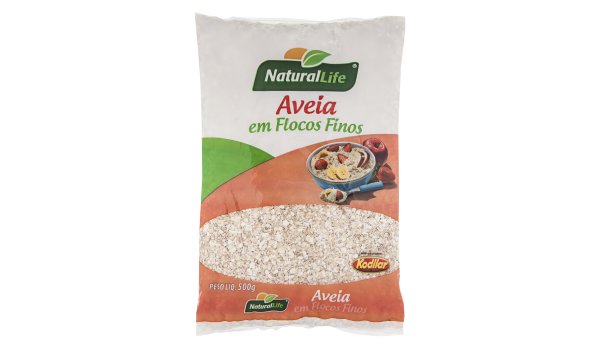 NaturalLife®
Aveia
em Flocos Finos
Kodilar
PESO LÍQ. 500g
NaturalLife
Aveia
em Flocos Finos